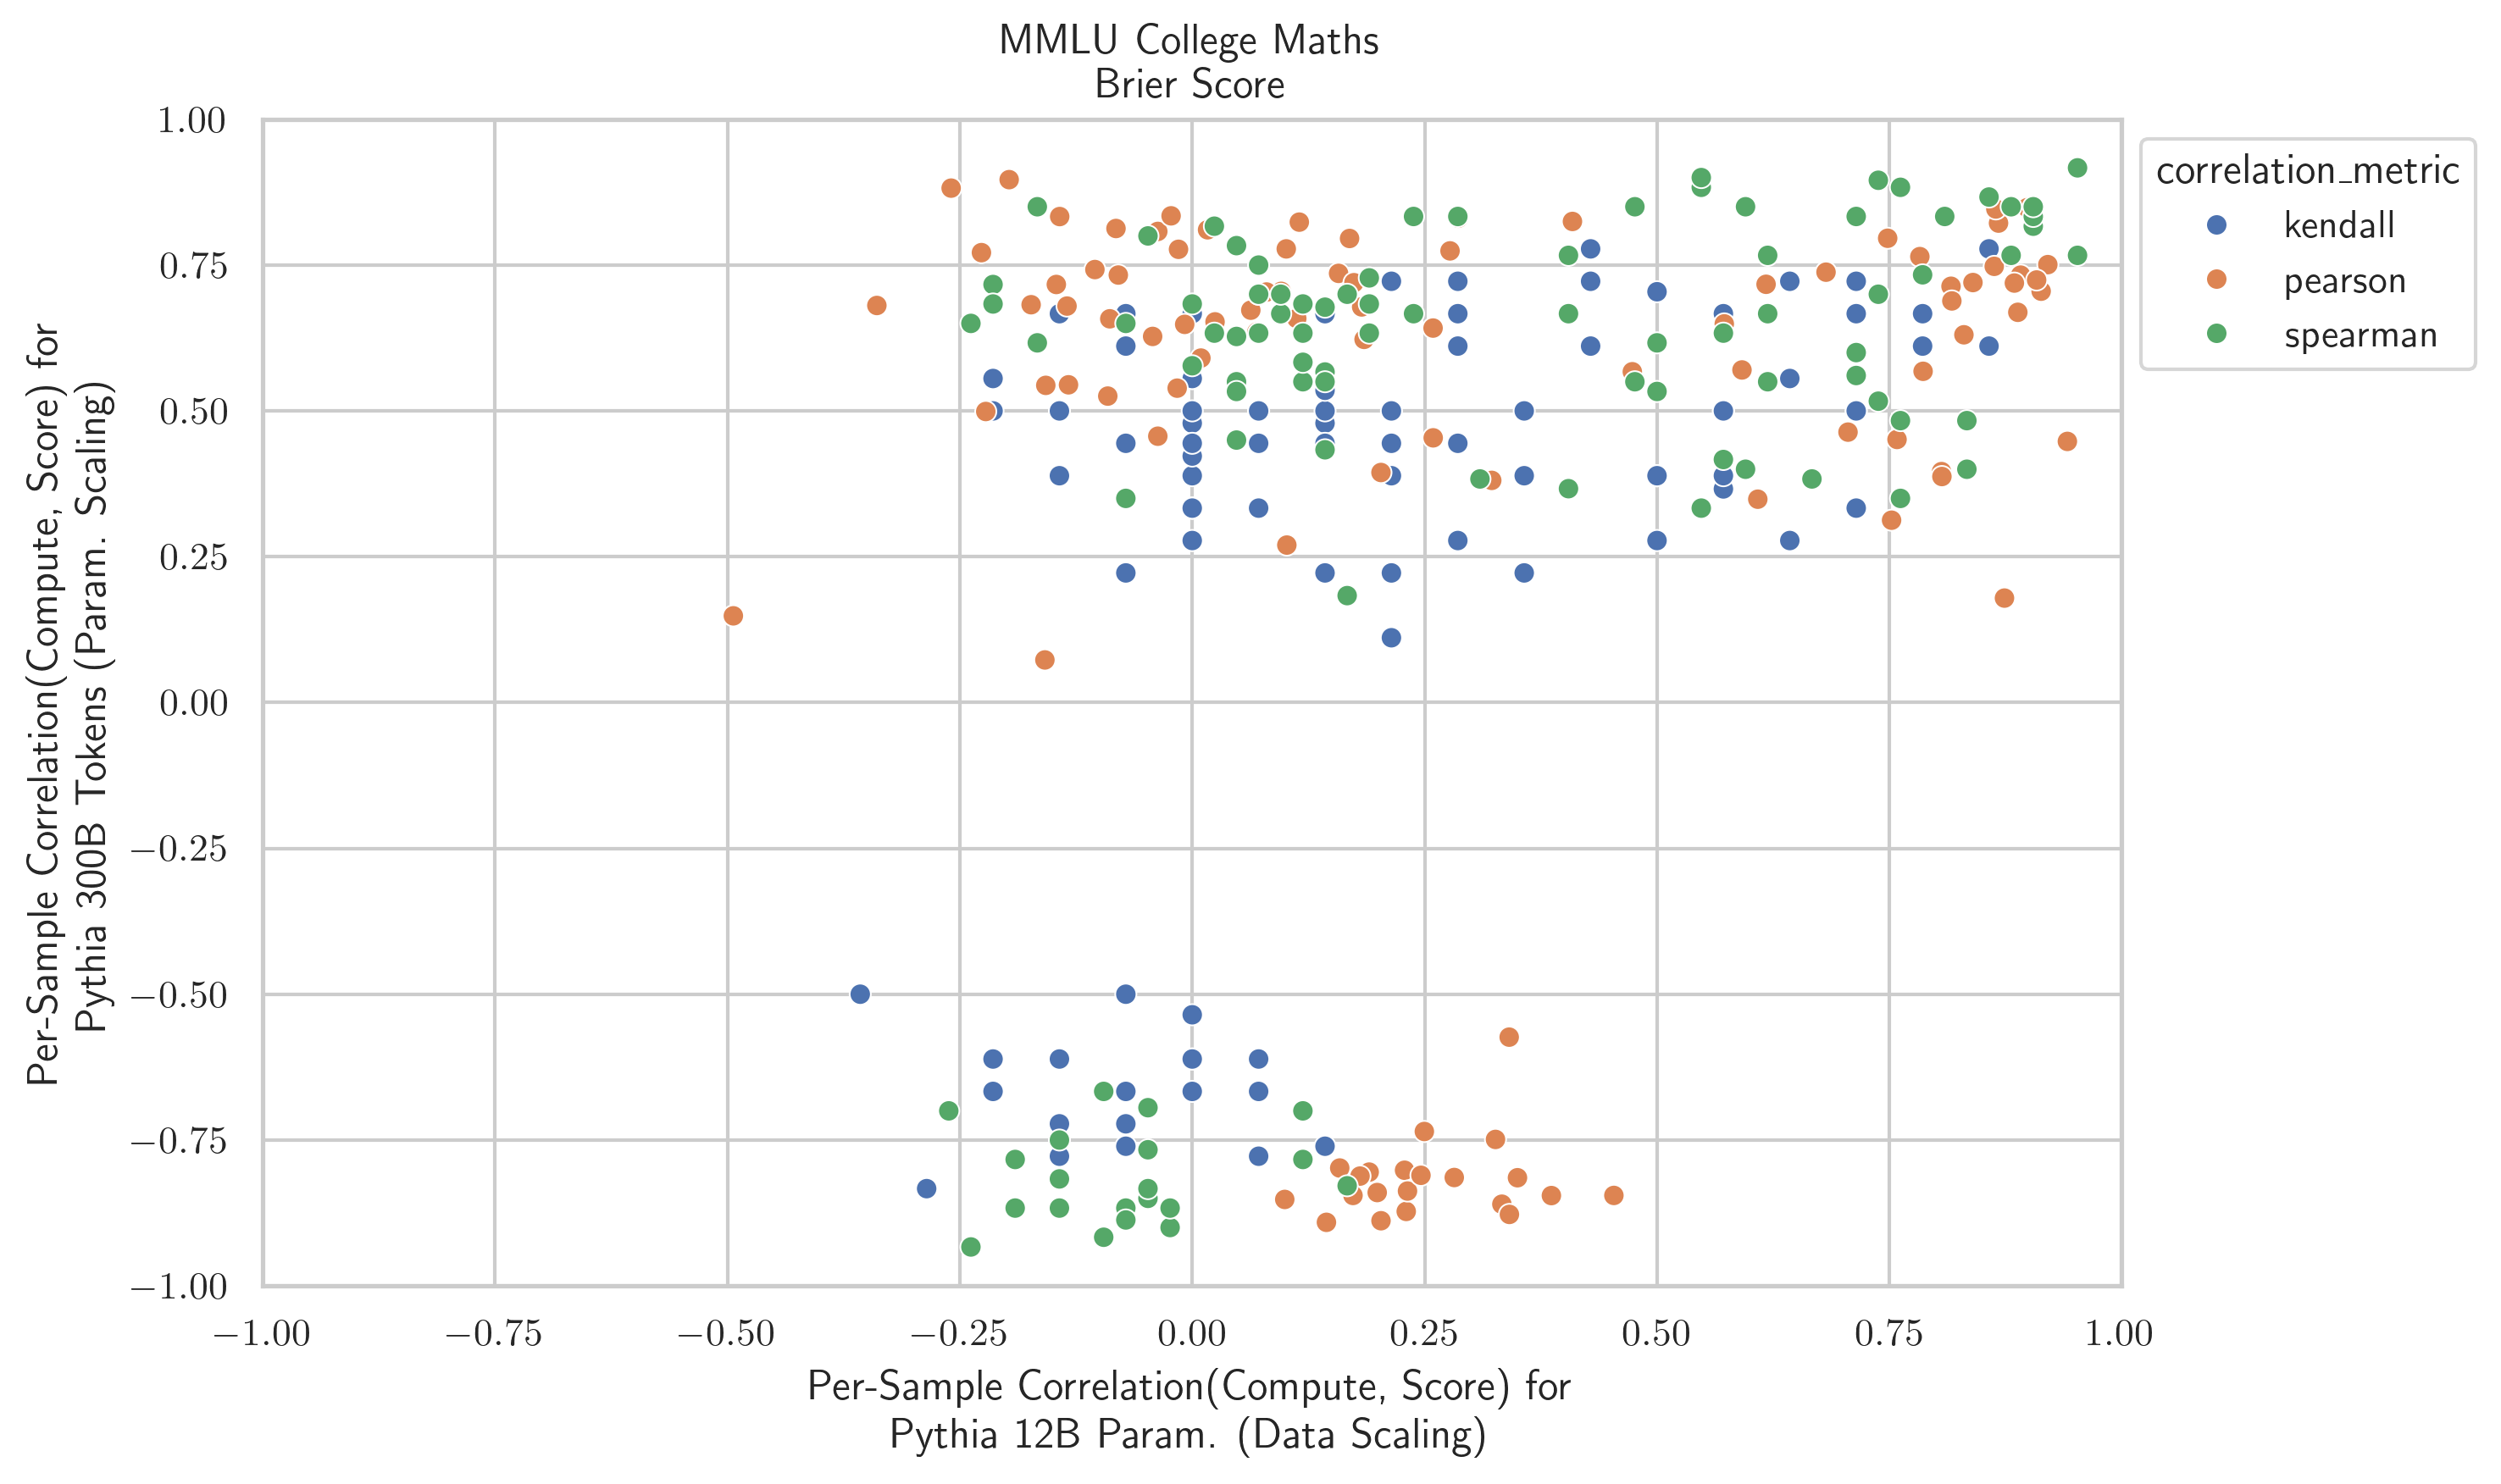 MMLU College Maths
Brier Score
Per-Sample Correlation(Compute, Score) for
Pythia 300B Tokens (Param. Scaling)
1.00
0.75
0.50
0.25
0.00
−0.25
−0.50
−0.75
−1.00
−1.00 −0.75 −0.50 −0.25 0.00 0.25 0.50 0.75 1.00
Per-Sample Correlation(Compute, Score) for
Pythia 12B Param. (Data Scaling)
correlation_metric
kendall
pearson
spearman